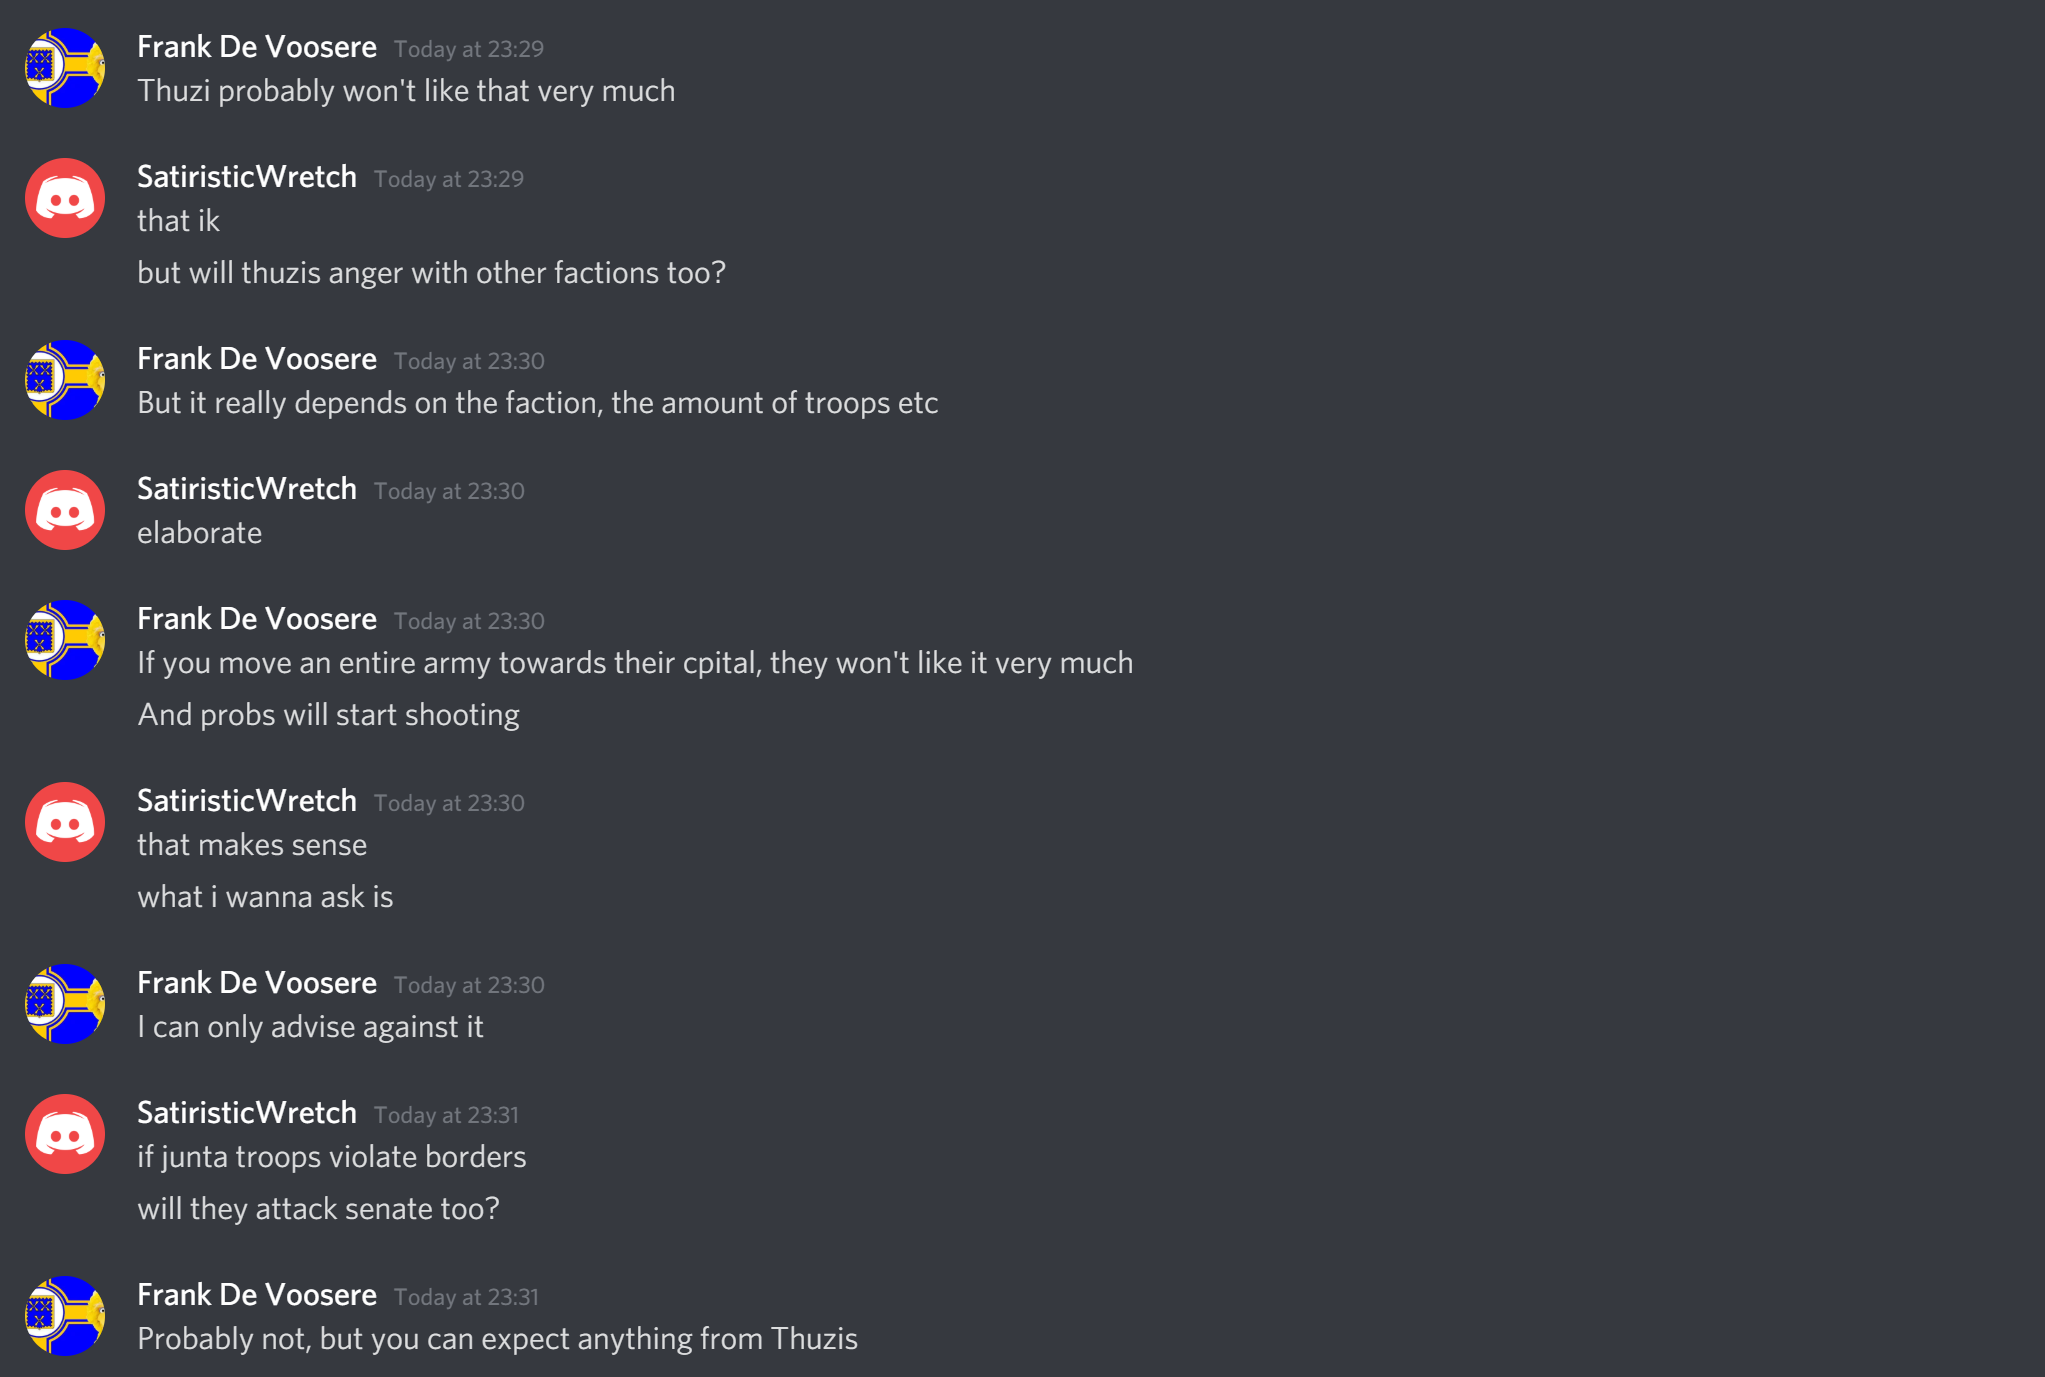 Frank De Voosere Today at 23:29
Thuzi probably won't like that very much
SatiristicWretch Today at 23:29
that ik
but will thuzis anger with other factions too?
Frank De Voosere Today at 23:30
But it really depends on the faction, the amount of troops etc
SatiristicWretch Today at 23:30
elaborate
Frank De Voosere Today at 23:30
If you move an entire army towards their cpital, they won't like it very much
And probs will start shooting
SatiristicWretch Today at 23:30
that makes sense
what i wanna ask is
Frank De Voosere Today at 23:30
I can only advise against it
SatiristicWretch Today at 23:31
if junta troops violate borders
will they attack senate too?
Frank De Voosere Today at 23:31
Probably not, but you can expect anything from Thuzis